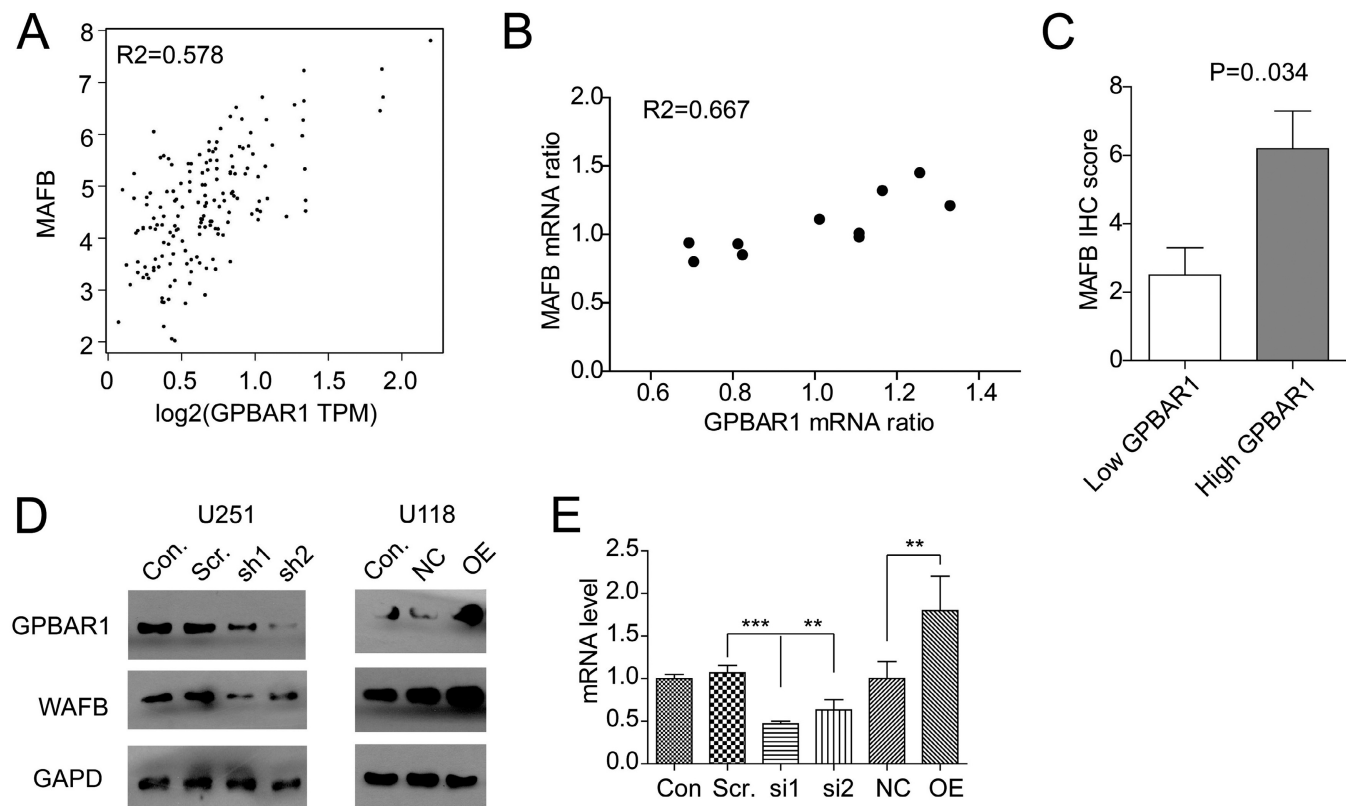 A
R2=0.578
8
7
6
5
4
3
2
MAFB
0
0.5
1.0
1.5
2.0
log2(GPBAR1 TPM)
B
R2=0.667
2.0
1.5
1.0
0.5
0.0
MAFB mRNA ratio
0.6
0.8
1.0
1.2
1.4
GPBAR1 mRNA ratio
C
P=0..034
8
6
4
2
0
MAFB IHC score
Low GPBAR1
High GPBAR1
D
U251
U118
Con.
Scr.
sh1
sh2
Con.
NC
OE
GPBAR1
WAFB
GAPD
E
2.5
2.0
1.5
1.0
0.5
0.0
mRNA level
***
**
**
Con
Scr.
si1
si2
NC
OE